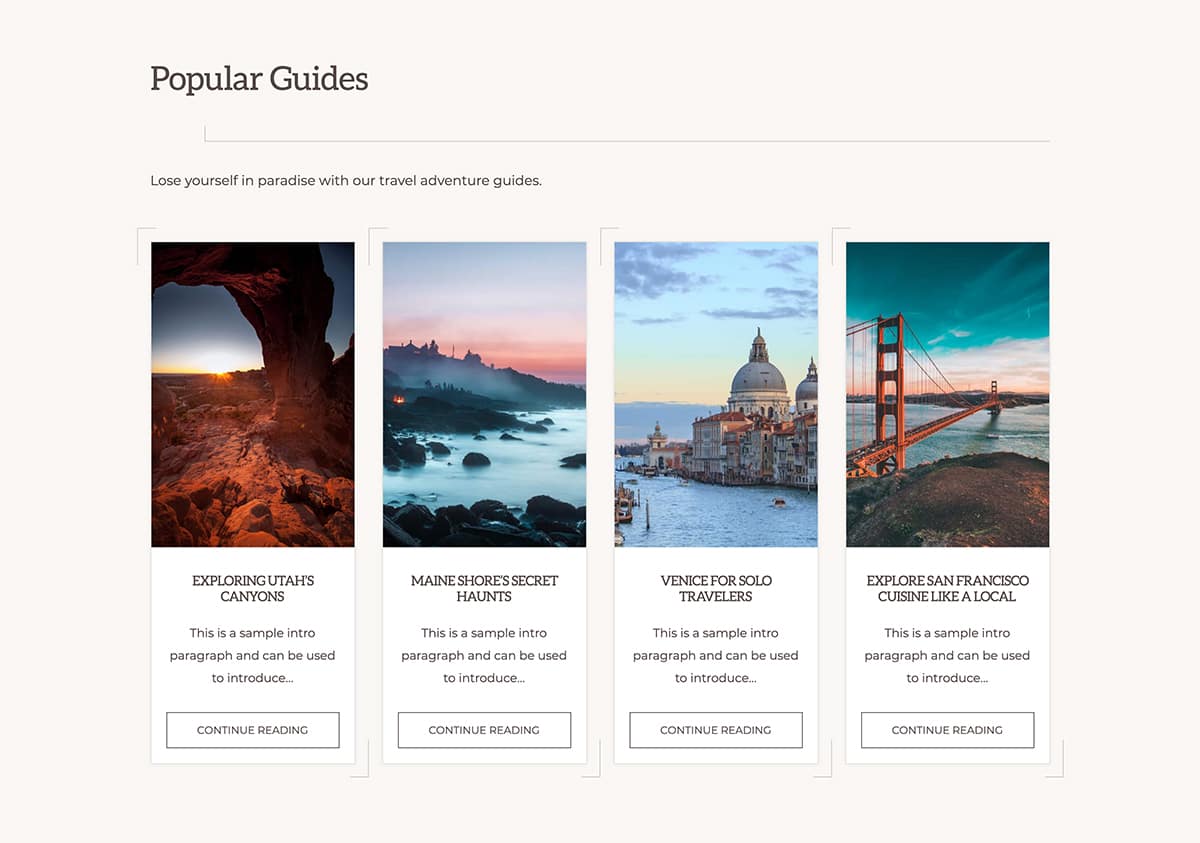 Popular Guides
Lose yourself in paradise with our travel adventure guides.
EXPLORING UTAH'S
CANYONS
This is a sample intro
paragraph and can be used
to introduce...
CONTINUE READING
MAINE SHORE'S SECRET
HAUNTS
This is a sample intro
paragraph and can be used
to introduce...
CONTINUE READING
VENICE FOR SOLO
TRAVELERS
This is a sample intro
paragraph and can be used
to introduce...
CONTINUE READING
EXPLORE SAN FRANCISCO
CUISINE LIKE A LOCAL
This is a sample intro
paragraph and can be used
to introduce...
CONTINUE READING